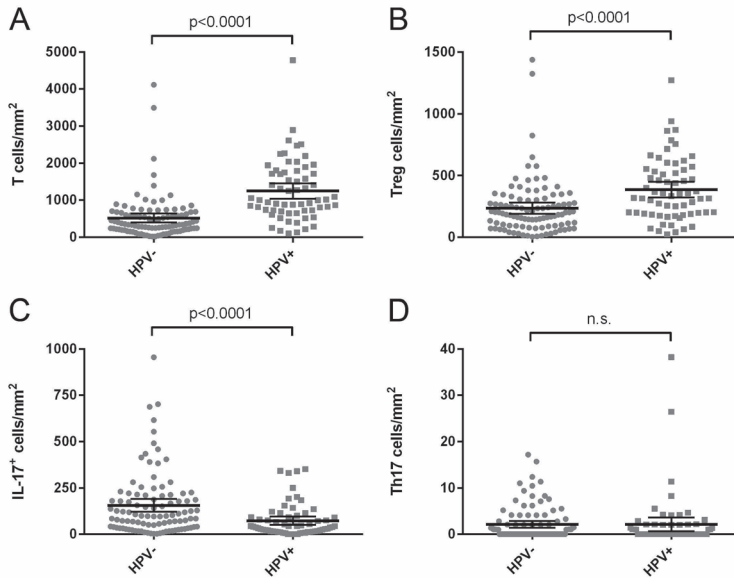 A
p<0.0001
T cells/mm²
5000
4000
3000
2000
1000
0
HPV-
HPV+
B
p<0.0001
Treg cells/mm²
1500
1000
500
0
HPV-
HPV+
C
p<0.0001
IL-17⁺ cells/mm²
1000
750
500
250
0
HPV-
HPV+
D
n.s.
Th17 cells/mm²
40
30
20
10
0
HPV-
HPV+